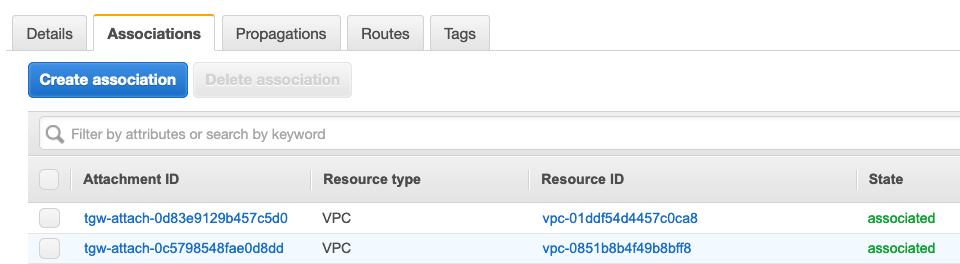 Details Associations Propagations Routes Tags
Create association Delete association
Filter by attributes or search by keyword
Attachment ID Resource type Resource ID State
tgw-attach-0d83e9129b457c5d0 VPC vpc-01ddf54d4457c0ca8 associated
tgw-attach-0c5798548fae0d8dd VPC vpc-0851b8b4f49b8bff8 associated